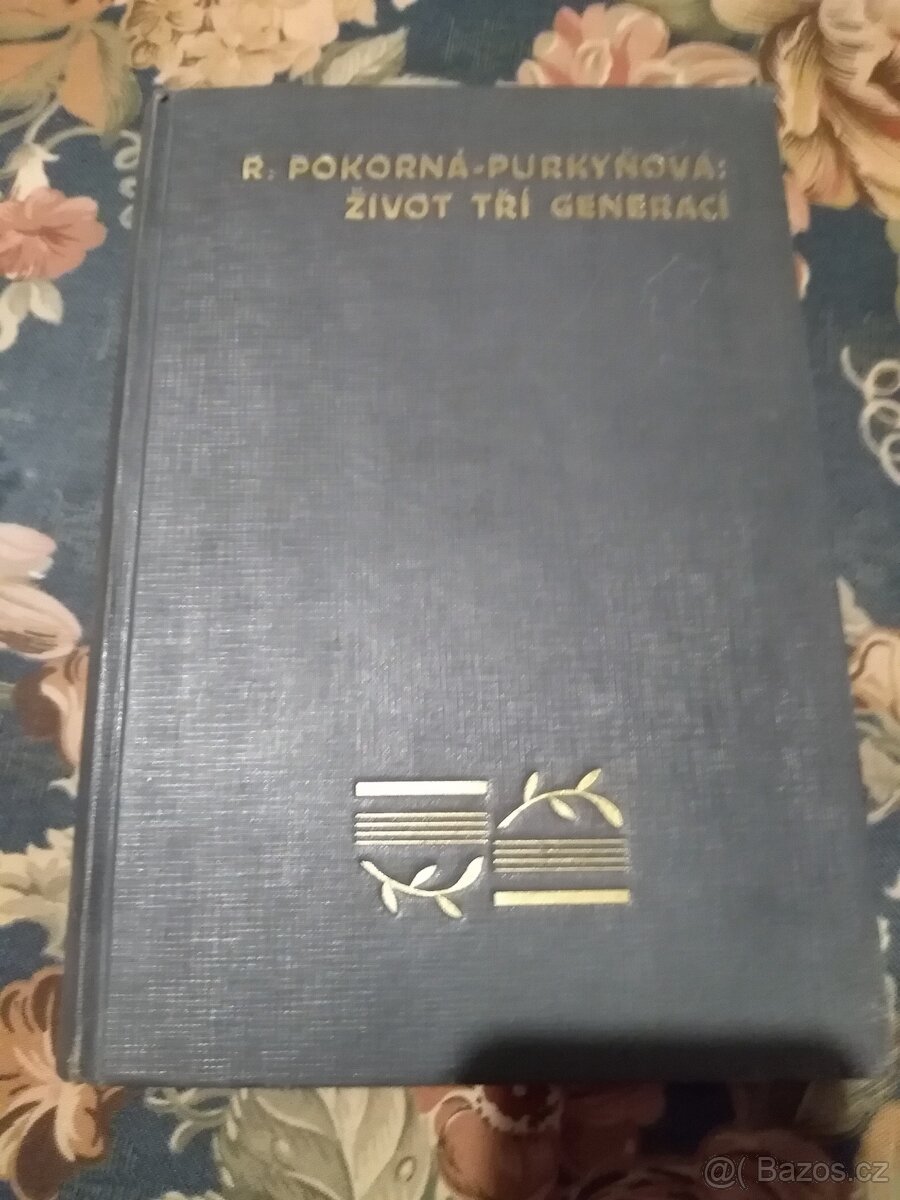 R. POKORNÁ-PURKYŇOVÁ:
ŽIVOT TŘÍ GENERACÍ
@( Bazos.cz